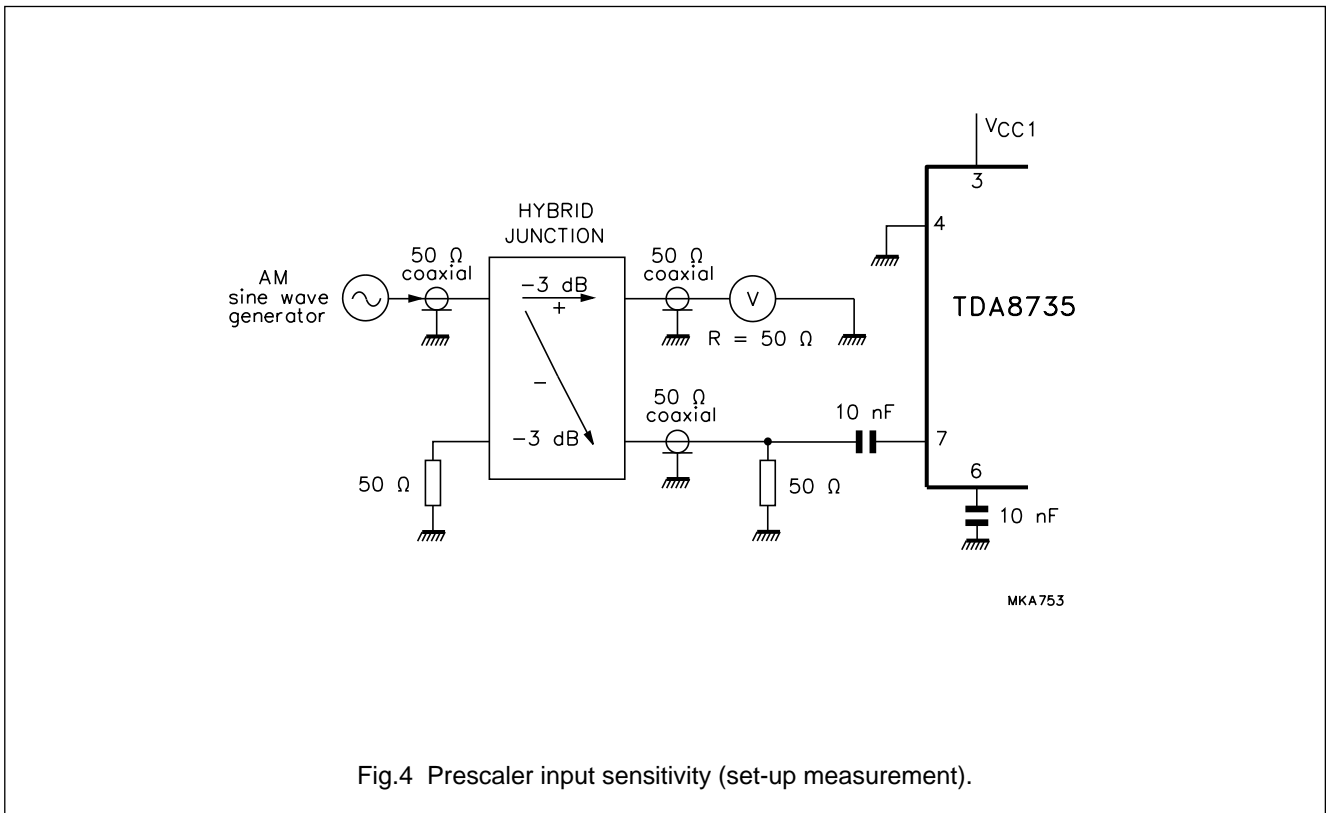 VCC1
3
4
HYBRID
JUNCTION
50 Ω
coaxial
50 Ω
coaxial
AM
sine wave
generator
-3 dB
+
V
TDA8735
R = 50 Ω
-
50 Ω
coaxial
10 nF
-3 dB
7
50 Ω
50 Ω
6
10 nF
MKA753
Fig.4 Prescaler input sensitivity (set-up measurement).